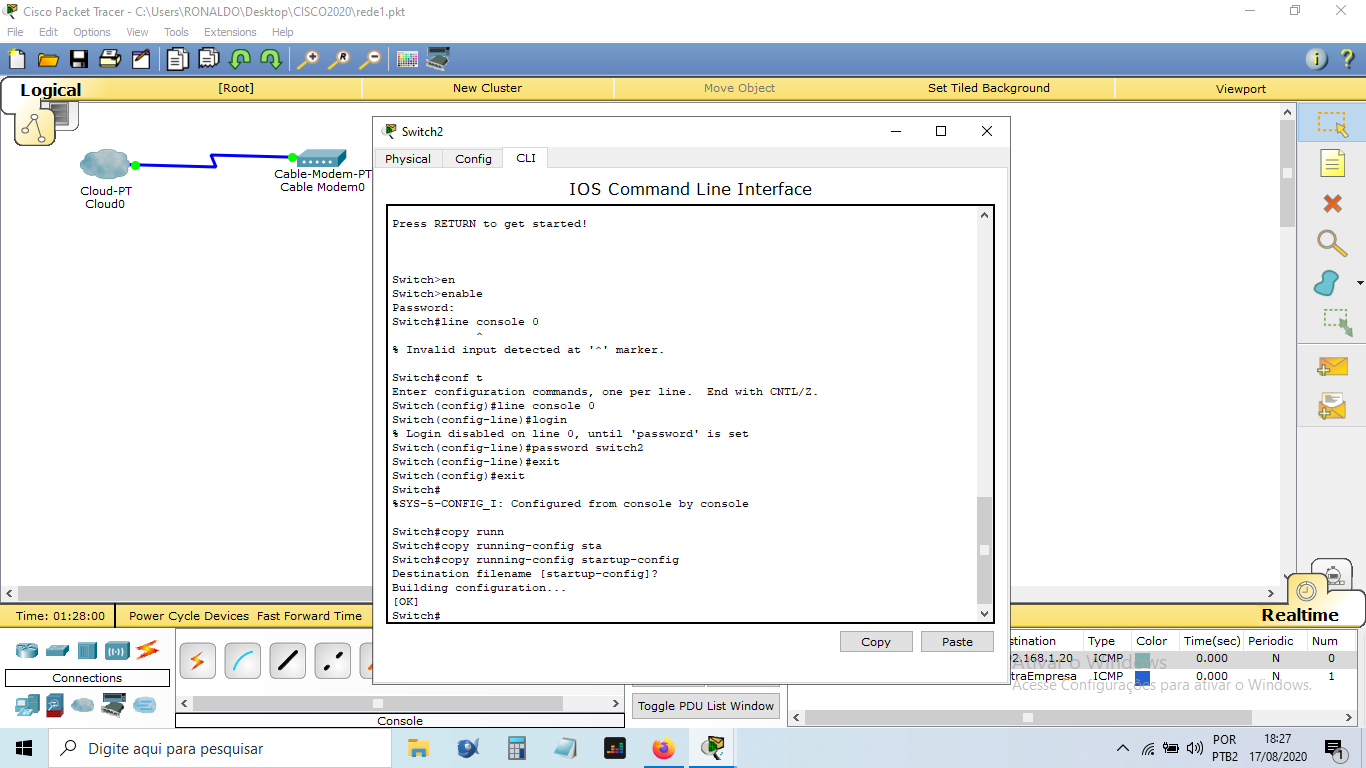 Cisco Packet Tracer - C:\Users\RONALDO\Desktop\CISCO2020\rede1.pkt
File Edit Options View Tools Extensions Help
Logical
[Root]
New Cluster
Move Object
Set Tiled Background
Viewport
Cloud-PT
Cloud0
Cable-Modem-PT
Cable Modem0
Switch2
Physical Config CLI
IOS Command Line Interface
Press RETURN to get started!
Switch>en
Switch>enable
Password:
Switch#line console 0
^
% Invalid input detected at '^' marker.
Switch#conf t
Enter configuration commands, one per line.  End with CNTL/Z.
Switch(config)#line console 0
Switch(config-line)#login
% Login disabled on line 0, until 'password' is set
Switch(config-line)#password switch2
Switch(config-line)#exit
Switch(config)#exit
Switch#
%SYS-5-CONFIG_I: Configured from console by console
Switch#copy runn
Switch#copy running-config sta
Switch#copy running-config startup-config
Destination filename [startup-config]?
Building configuration...
[OK]
Switch#
Copy Paste
Time: 01:28:00
Power Cycle Devices Fast Forward Time
Realtime
Connections
Console
Toggle PDU List Window
stination Type Color Time(sec) Periodic Num
2.168.1.20 ICMP 0.000 N 0
traEmpresa ICMP 0.000 N 1
Ativar o Windows
Acesse Configurações para ativar o Windows.
Digite aqui para pesquisar
POR
PTB2
18:27
17/08/2020
1